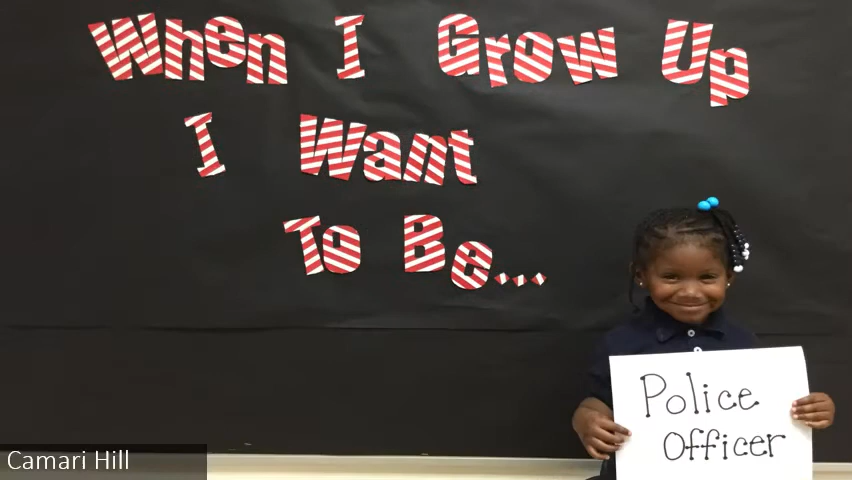 When I Grow Up
I Want
To Be...
Police
Officer
Camari Hill